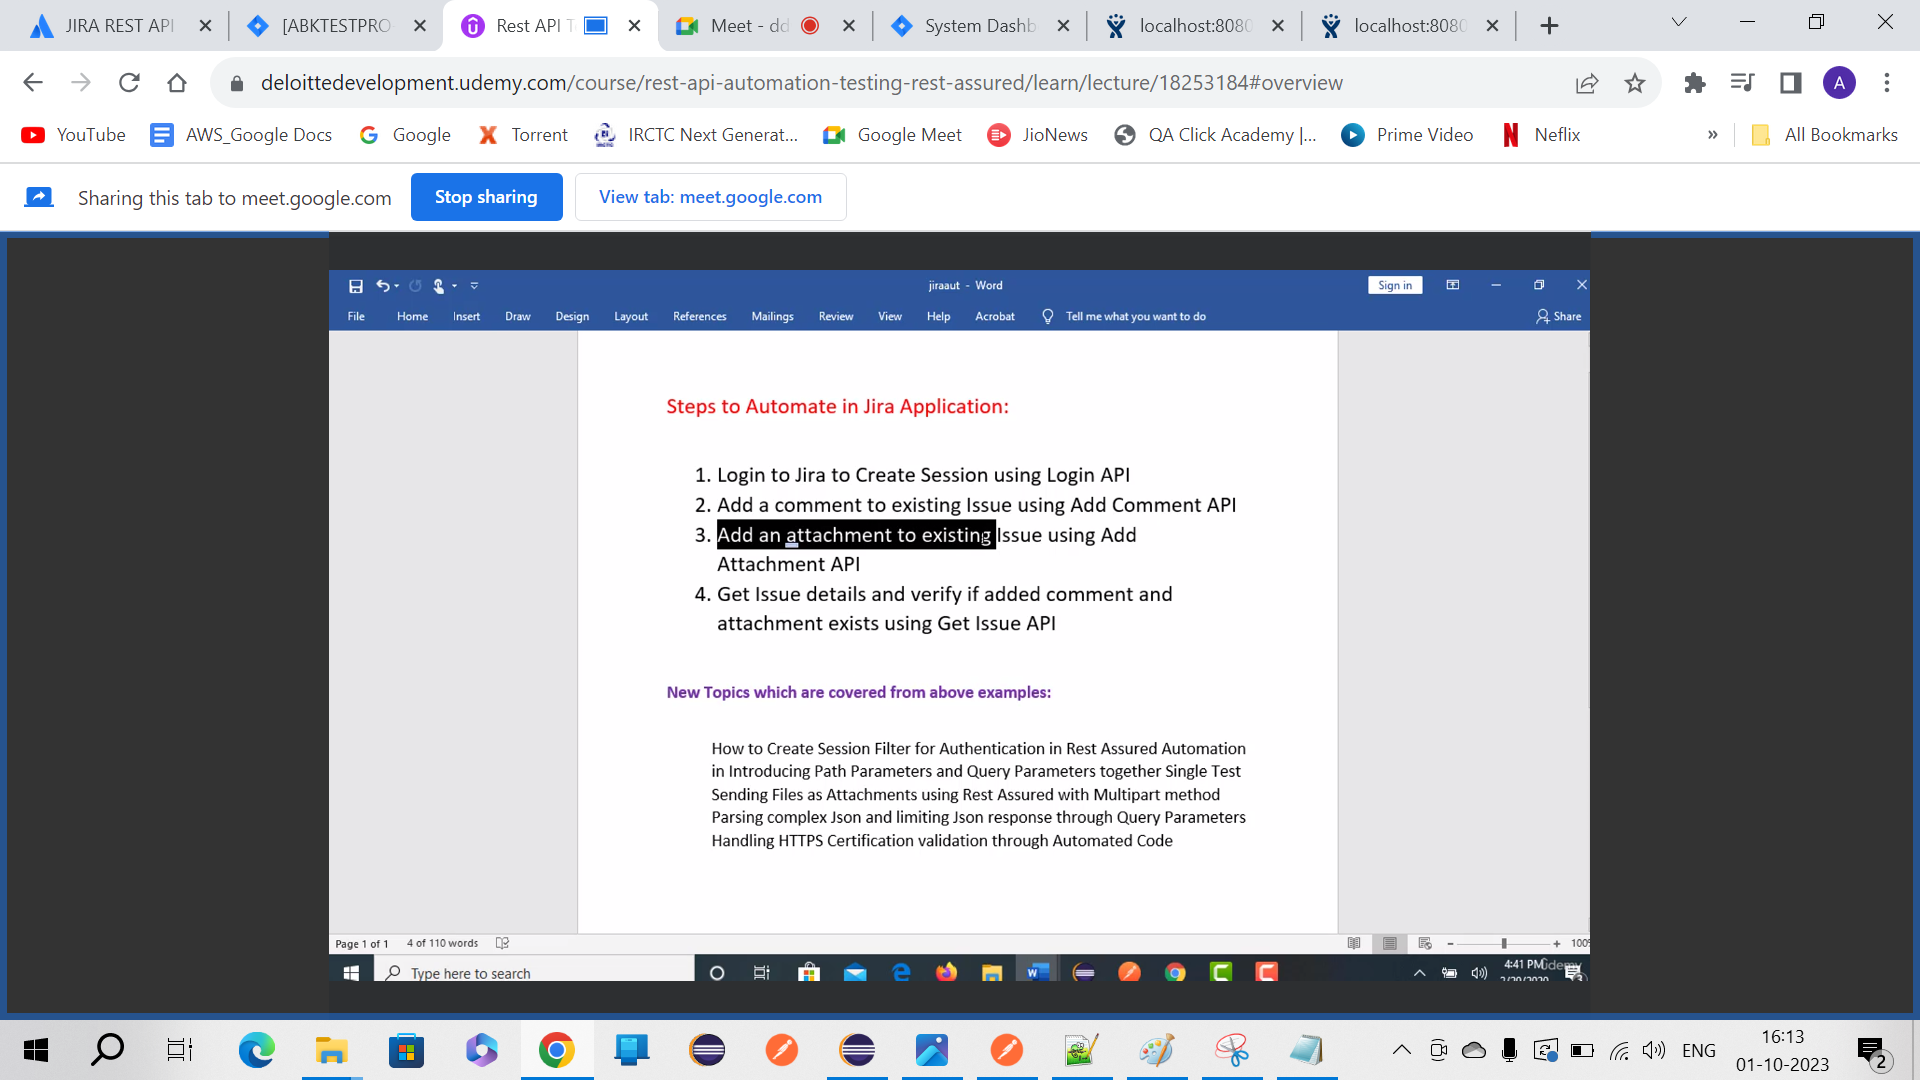 JIRA REST API
[ABKTESTPRO-
Rest API T
Meet - dd
System Dashb
localhost:8080
localhost:8080
deloittedevelopment.udemy.com/course/rest-api-automation-testing-rest-assured/learn/lecture/18253184#overview
A
YouTube
AWS_Google Docs
Google
Torrent
IRCTC Next Generat...
Google Meet
JioNews
QA Click Academy |...
Prime Video
Neflix
»
All Bookmarks
Sharing this tab to meet.google.com
Stop sharing
View tab: meet.google.com
jiraaut - Word
Sign in
File
Home
Insert
Draw
Design
Layout
References
Mailings
Review
View
Help
Acrobat
Tell me what you want to do
Share
Steps to Automate in Jira Application:
1. Login to Jira to Create Session using Login API
2. Add a comment to existing Issue using Add Comment API
3. Add an attachment to existing Issue using Add
Attachment API
4. Get Issue details and verify if added comment and
attachment exists using Get Issue API
New Topics which are covered from above examples:
How to Create Session Filter for Authentication in Rest Assured Automation
in Introducing Path Parameters and Query Parameters together Single Test
Sending Files as Attachments using Rest Assured with Multipart method
Parsing complex Json and limiting Json response through Query Parameters
Handling HTTPS Certification validation through Automated Code
Page 1 of 1
4 of 110 words
100%
Type here to search
4:41 PM
udemy
16:13
ENG
01-10-2023
2